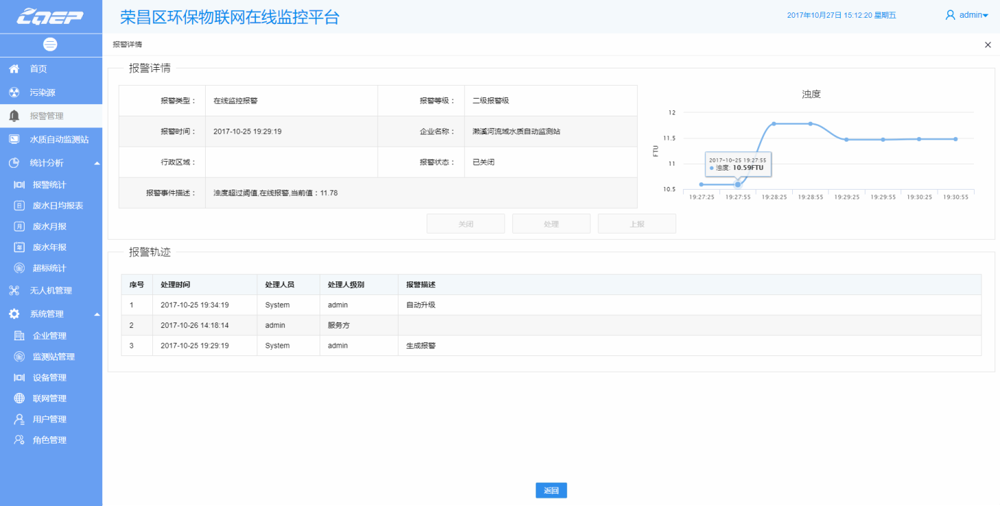 CQEP
荣昌区环保物联网在线监控平台
2017年10月27日 15:12:20 星期五
admin
首页
污染源
报警管理
水质自动监测站
统计分析
报警统计
日 废水日均报表
月 废水月报
年 废水年报
超标统计
无人机管理
系统管理
企业管理
监测站管理
设备管理
联网管理
用户管理
角色管理
报警详情
报警详情
报警类型： 在线监控报警 报警等级： 二级报警级
报警时间： 2017-10-25 19:29:19 企业名称： 濑溪河流域水质自动监测站
行政区域： 报警状态： 已关闭
报警事件描述： 浊度超过阈值,在线报警,当前值：11.78
浊度
12
11.5
11
10.5
FTU
2017-10-25 19:27:55
浊度: 10.59FTU
19:27:25 19:27:55 19:28:25 19:28:55 19:29:25 19:29:55 19:30:25 19:30:55
关闭 处理 上报
报警轨迹
序号 处理时间 处理人员 处理人级别 报警描述
1 2017-10-25 19:34:19 System admin 自动升级
2 2017-10-26 14:18:14 admin 服务方
3 2017-10-25 19:29:19 System admin 生成报警
返回